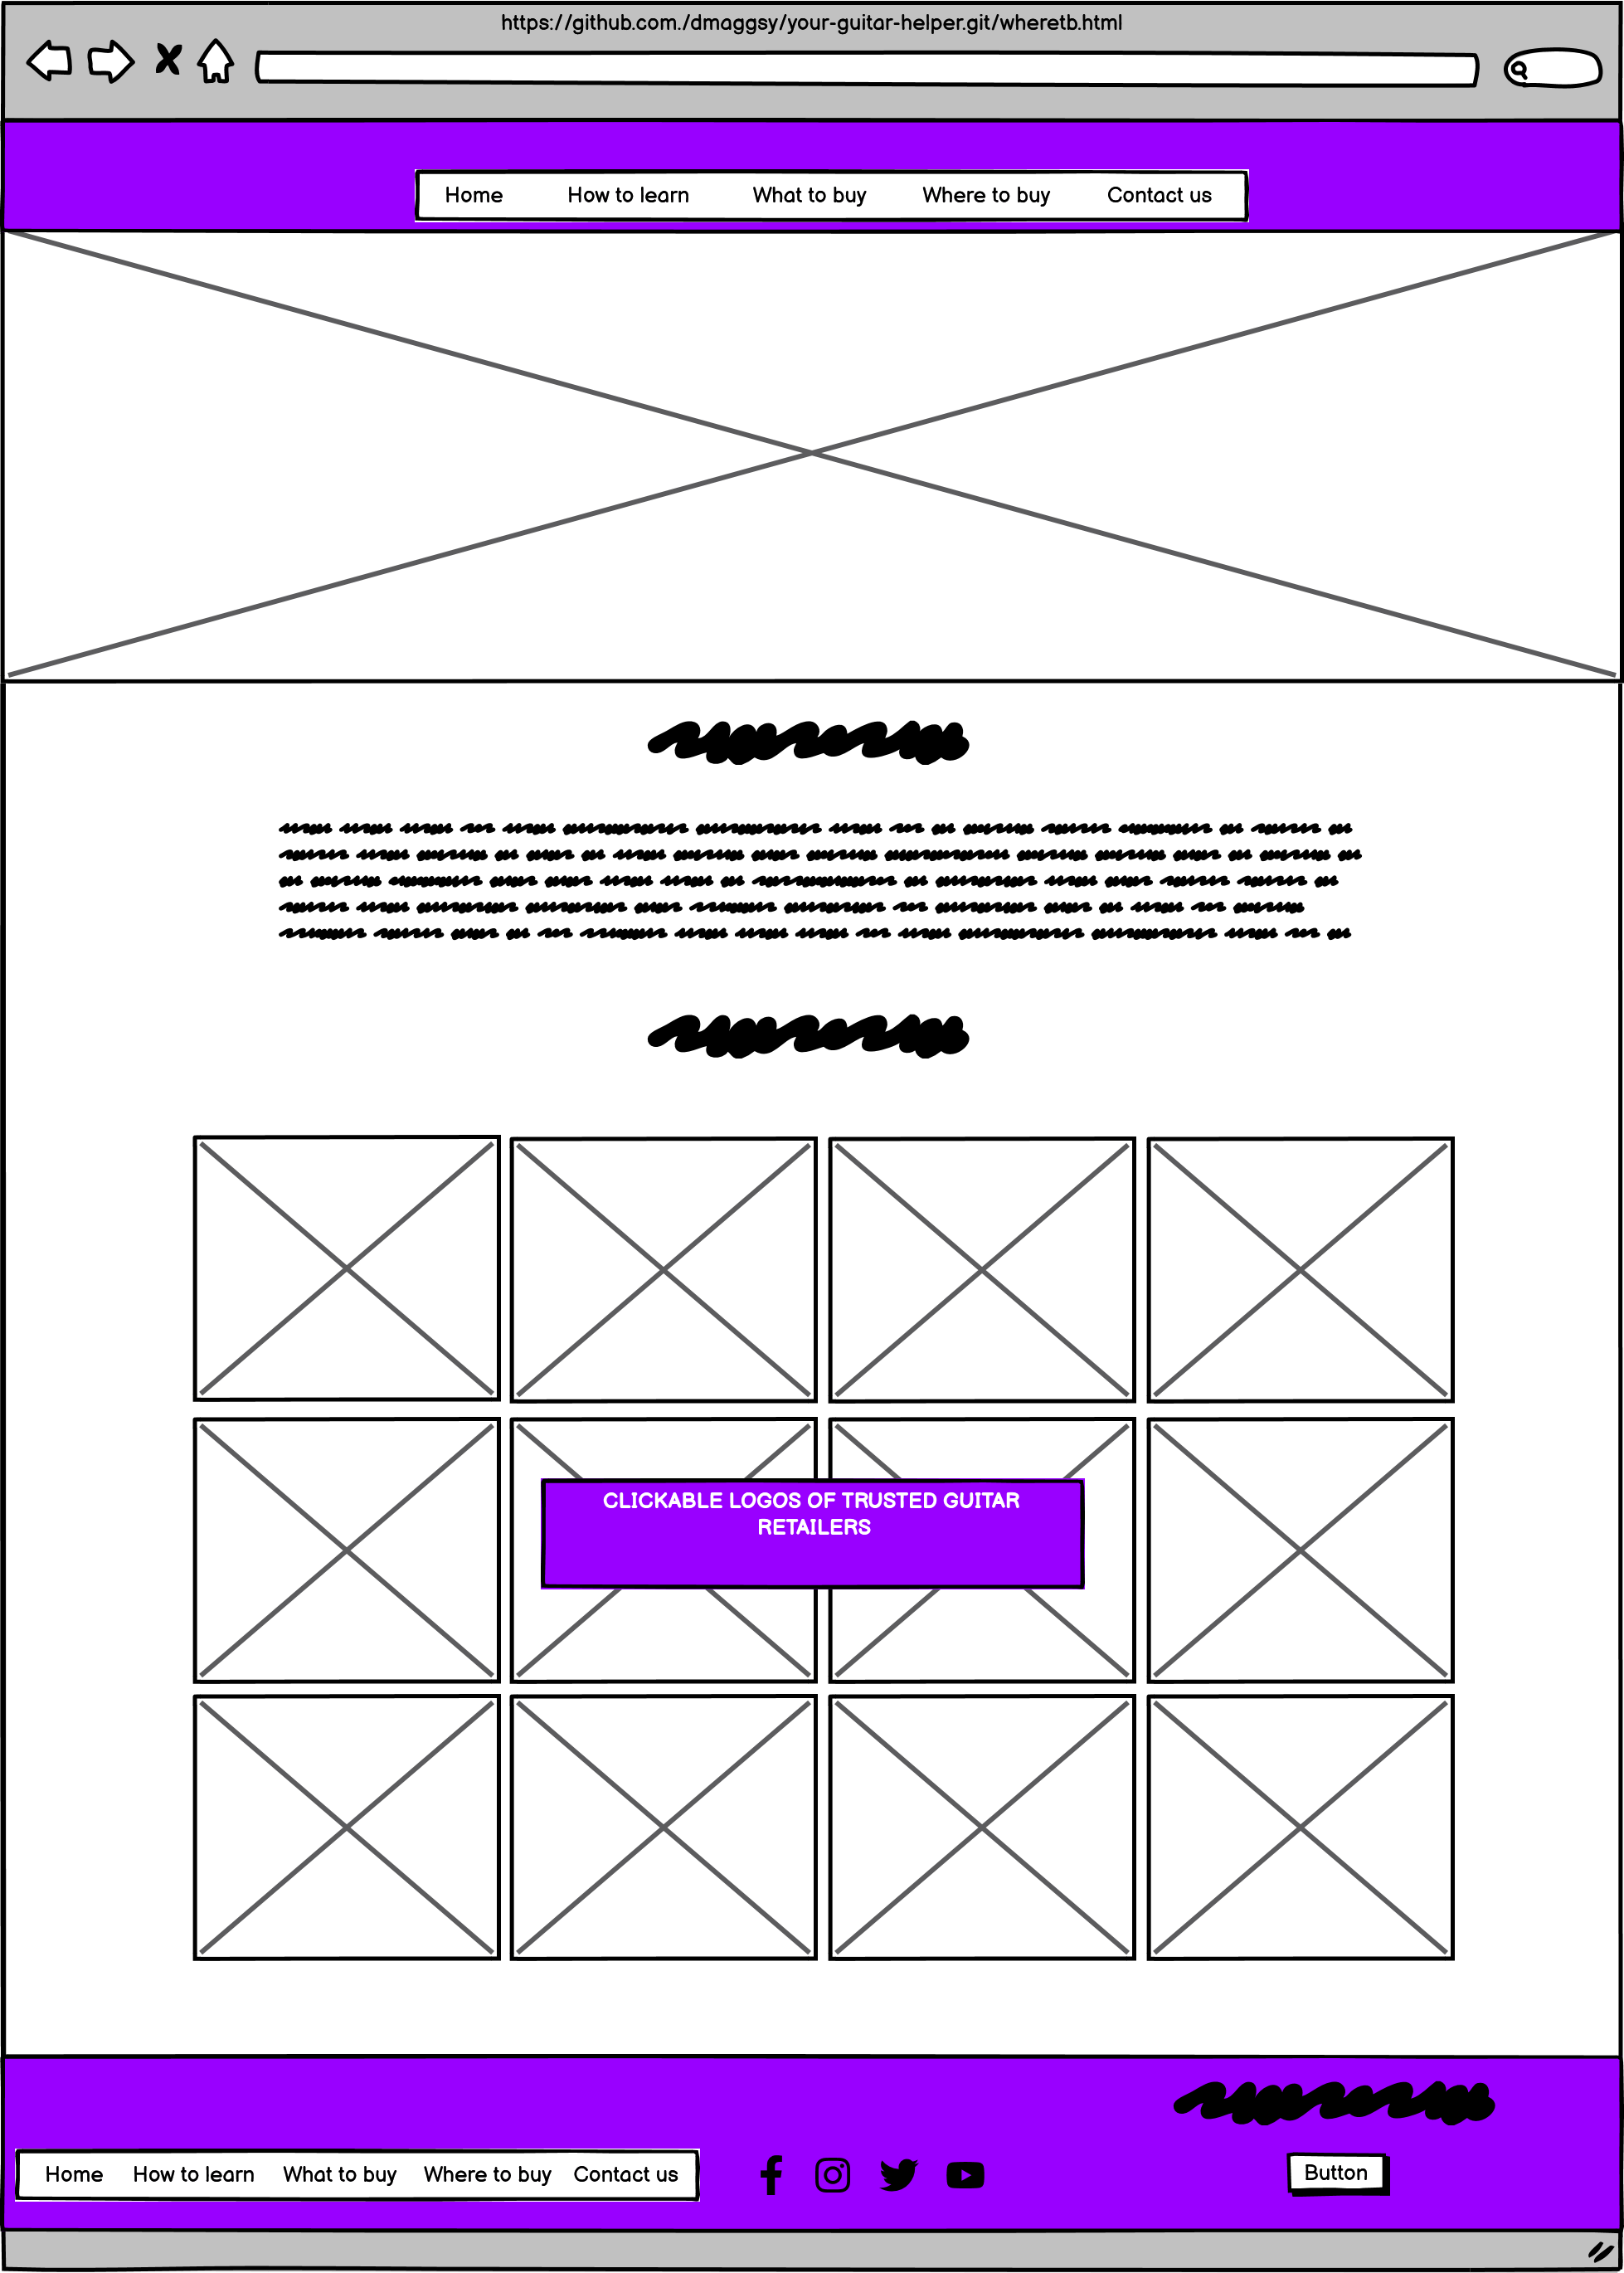 https://github.com./dmaggsy/your-guitar-helper.git/wheretb.html
Home How to learn What to buy Where to buy Contact us
CLICKABLE LOGOS OF TRUSTED GUITAR
RETAILERS
Home How to learn What to buy Where to buy Contact us
Button